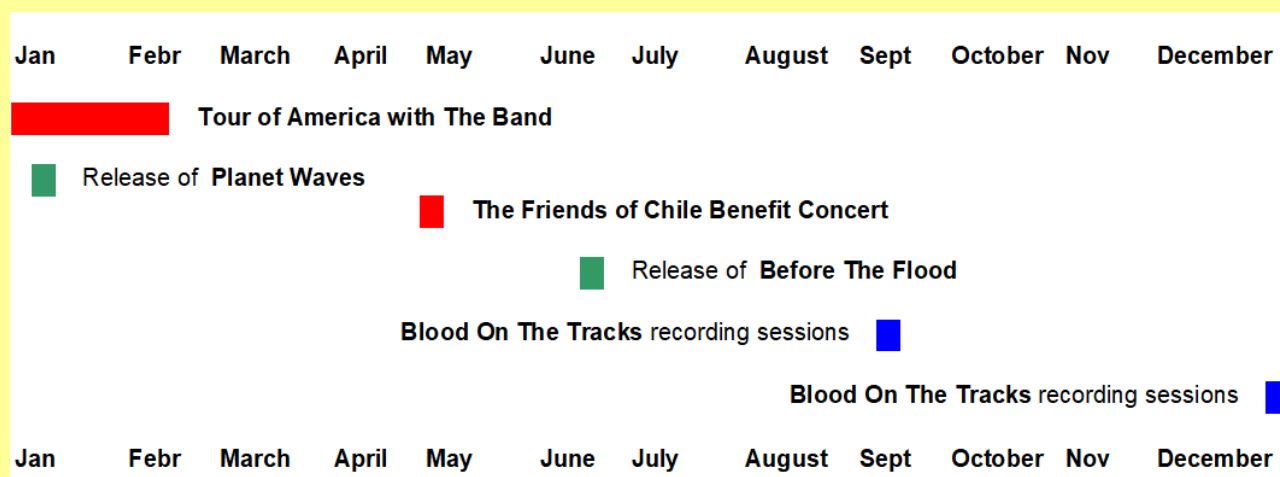 Jan Febr March April May June July August Sept October Nov December
Tour of America with The Band
Release of Planet Waves
The Friends of Chile Benefit Concert
Release of Before The Flood
Blood On The Tracks recording sessions
Blood On The Tracks recording sessions
Jan Febr March April May June July August Sept October Nov December